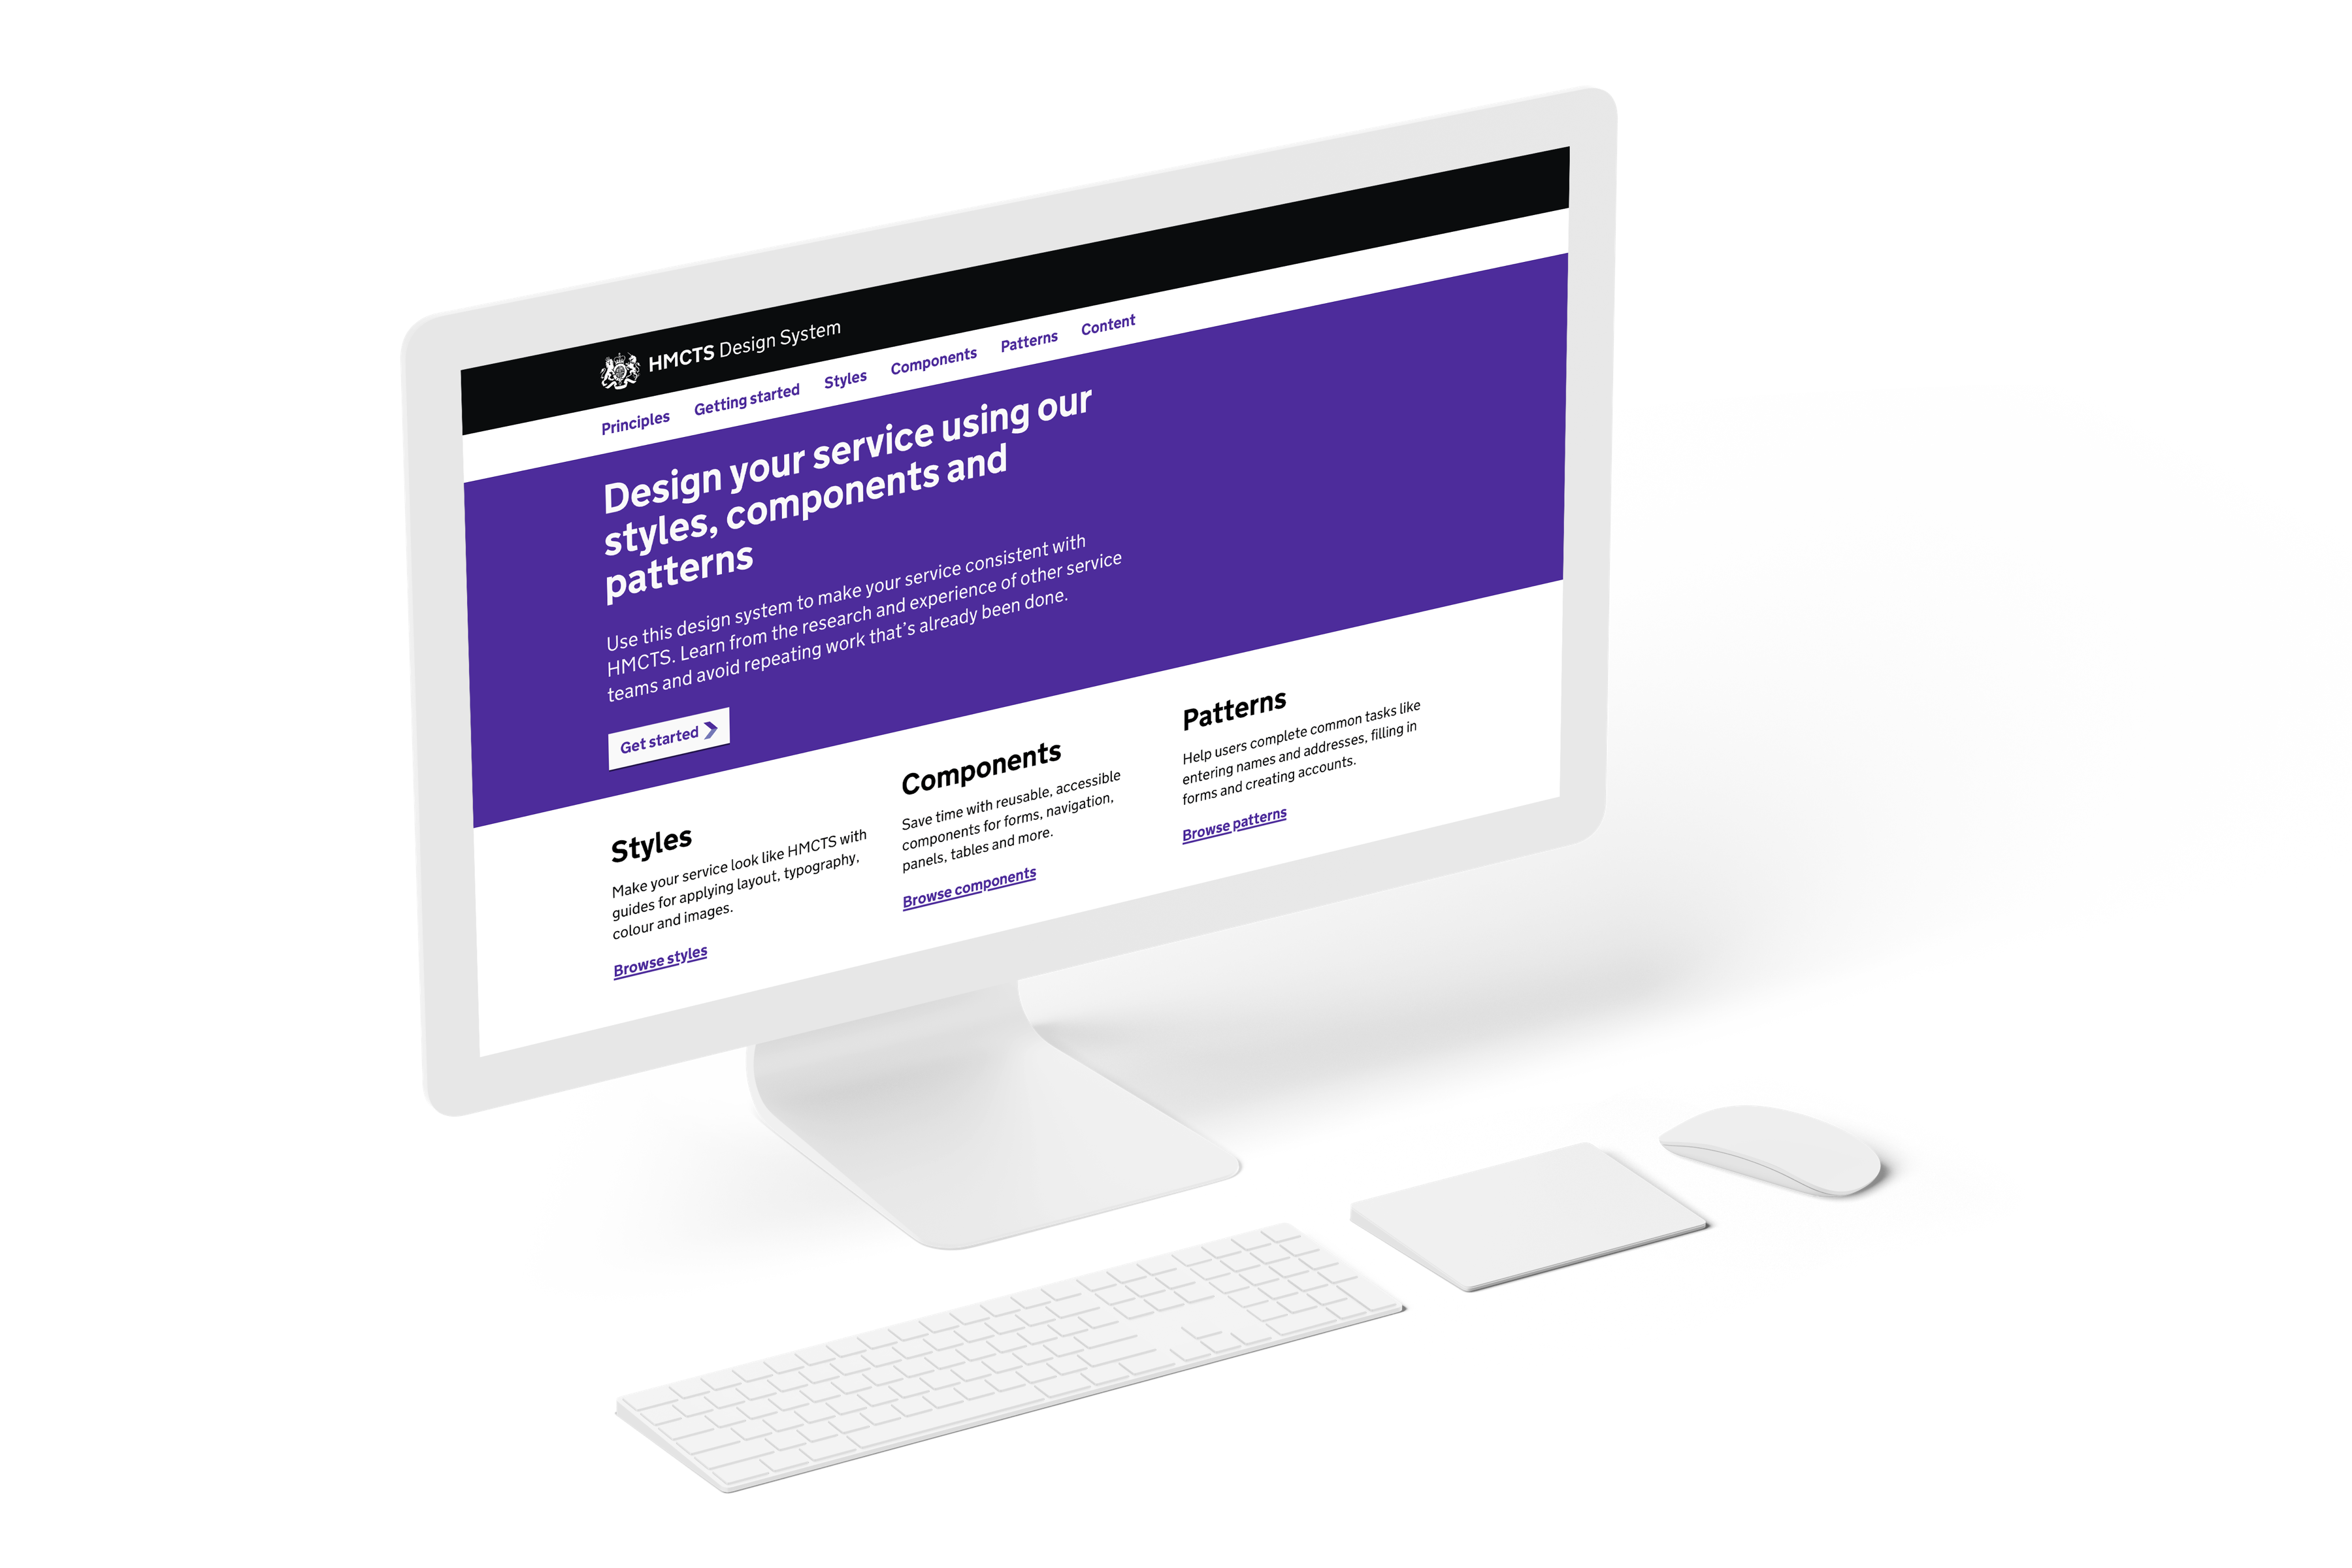 HMCTS Design System
Principles Getting started Styles Components Patterns Content
Design your service using our
styles, components and
patterns
Use this design system to make your service consistent with
HMCTS. Learn from the research and experience of other service
teams and avoid repeating work that’s already been done.
Get started
Styles
Make your service look like HMCTS with
guides for applying layout, typography,
colour and images.
Browse styles
Components
Save time with reusable, accessible
components for forms, navigation,
panels, tables and more.
Browse components
Patterns
Help users complete common tasks like
entering names and addresses, filling in
forms and creating accounts.
Browse patterns